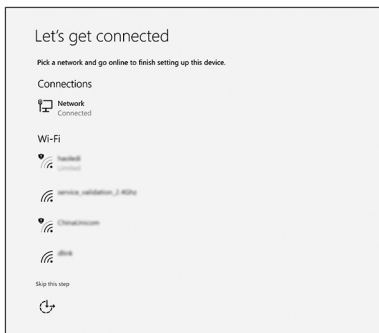 Let's get connected
Pick a network and go online to finish setting up this device.
Connections
Network
Connected
Wi-Fi
Limited
service_validation_2.4Ghz
ChinaUnicom
dlink
Skip this step